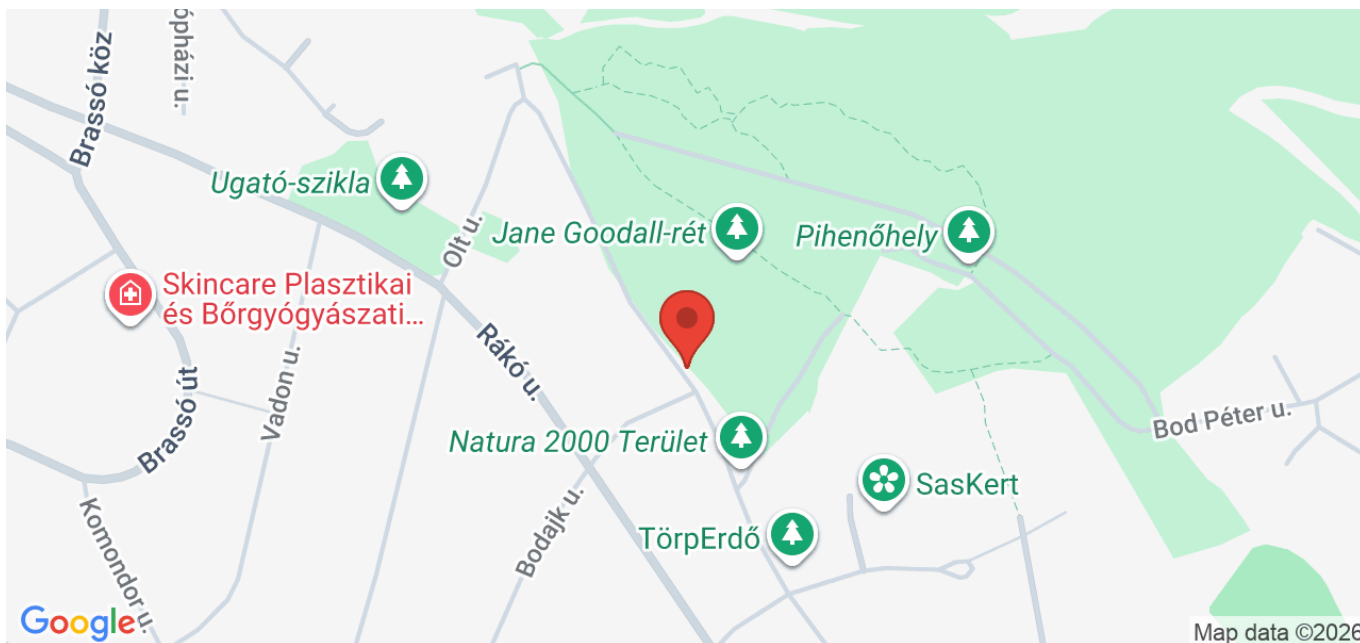 ópházi u.
Brassó köz
Ugató-szikla
Olt u.
Jane Goodall-rét
Pihenőhely
Skincare Plasztikai
és Bőrgyógyászati...
Rákó u.
Vadon u.
Brassó út
Bod Péter u.
Natura 2000 Terület
SasKert
Komondor u.
Bodajk u.
TörpErdő
Google
Map data ©2026